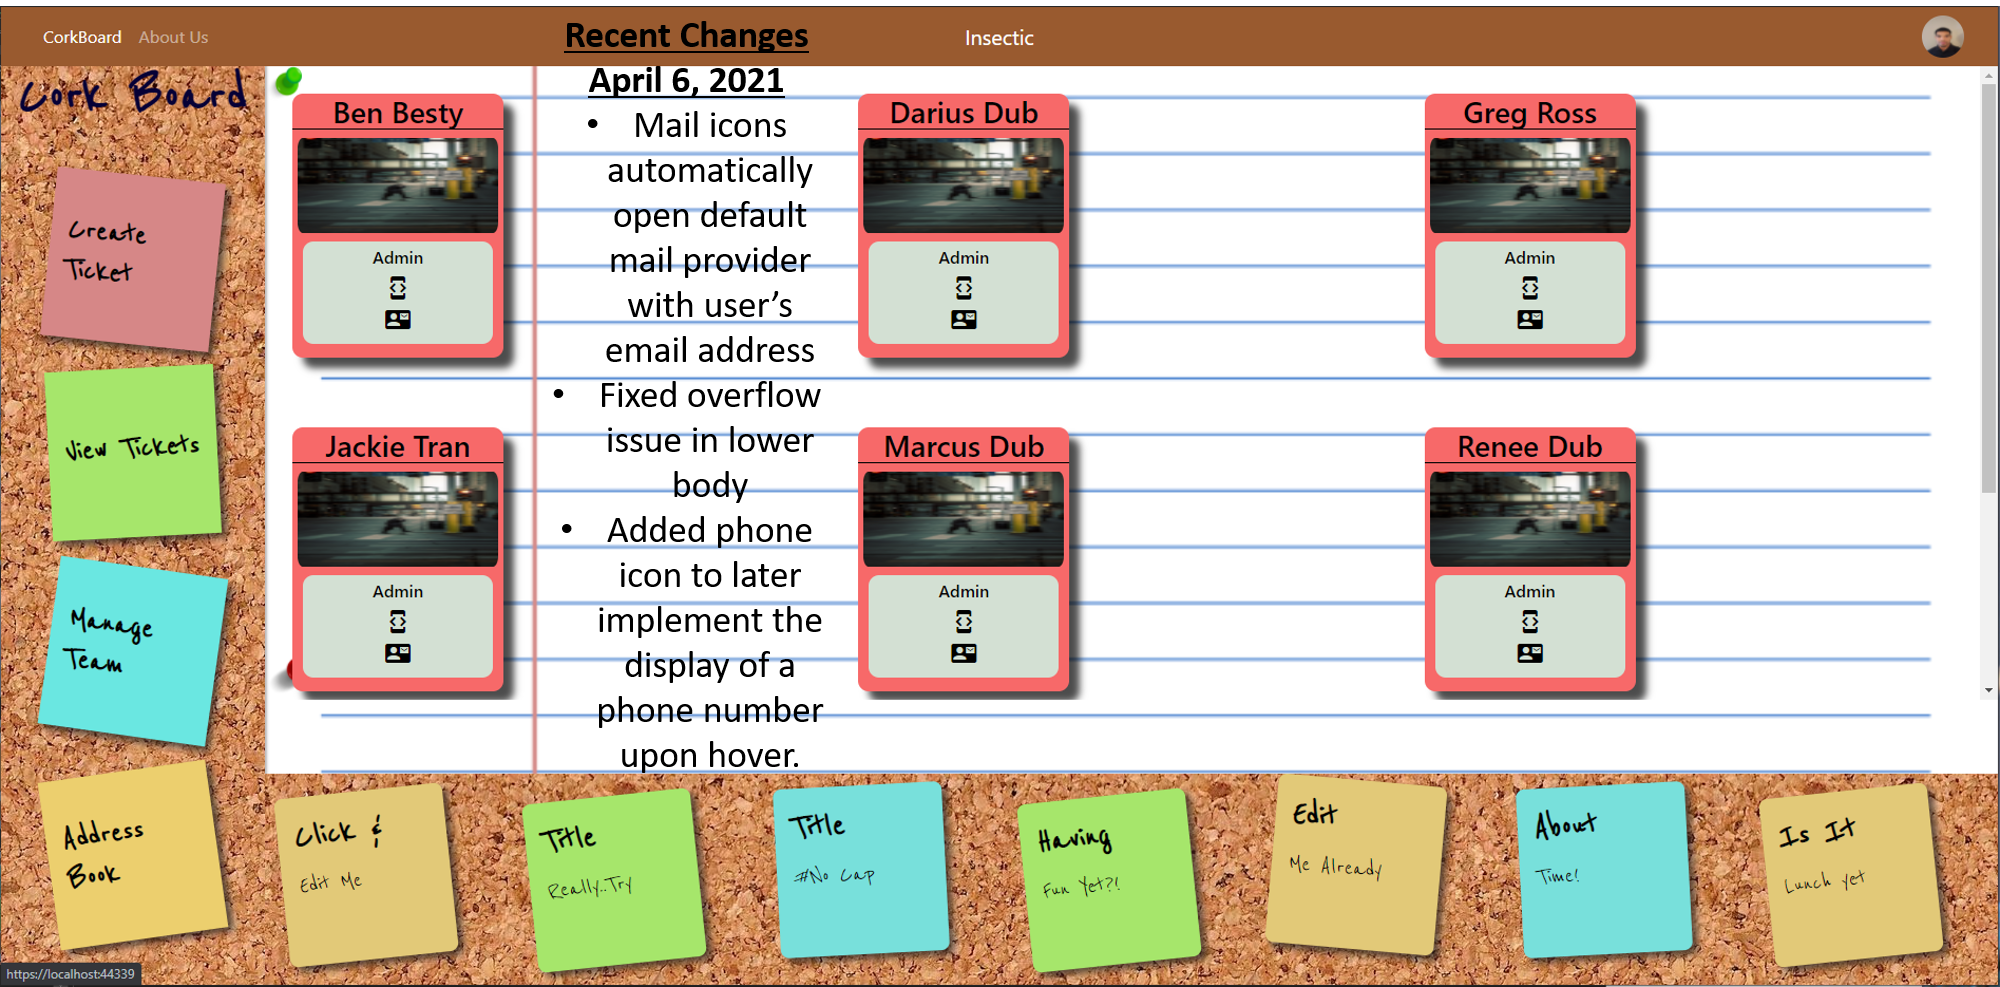 CorkBoard About Us
Recent Changes
Insectic
April 6, 2021
• Mail icons
automatically
open default
mail provider
with user’s
email address
• Fixed overflow
issue in lower
body
• Added phone
icon to later
implement the
display of a
phone number
upon hover.
Cork Board
Create
Ticket
View Tickets
Manage
Team
Address
Book
Ben Besty
Admin
Darius Dub
Admin
Greg Ross
Admin
Jackie Tran
Admin
Marcus Dub
Admin
Renee Dub
Admin
Click &
Edit Me
Title
Really..Try
Title
#No Cap
Having
Fun Yet?!
Edit
Me Already
About
Time!
Is It
Lunch yet
https://localhost:44339